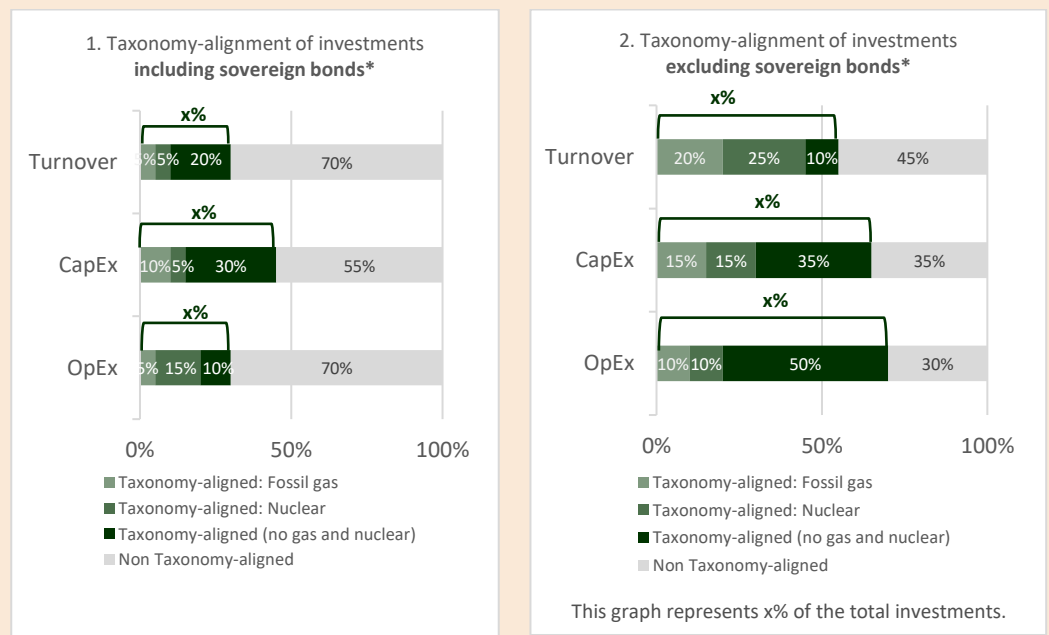 1. Taxonomy-alignment of investments
including sovereign bonds*
x%
Turnover
5% 5% 20% 70%
x%
CapEx
10% 5% 30% 55%
x%
OpEx
5% 15% 10% 70%
0% 50% 100%
Taxonomy-aligned: Fossil gas
Taxonomy-aligned: Nuclear
Taxonomy-aligned (no gas and nuclear)
Non Taxonomy-aligned
2. Taxonomy-alignment of investments
excluding sovereign bonds*
x%
Turnover
20% 25% 10% 45%
x%
CapEx
15% 15% 35% 35%
x%
OpEx
10% 10% 50% 30%
0% 50% 100%
Taxonomy-aligned: Fossil gas
Taxonomy-aligned: Nuclear
Taxonomy-aligned (no gas and nuclear)
Non Taxonomy-aligned
This graph represents x% of the total investments.